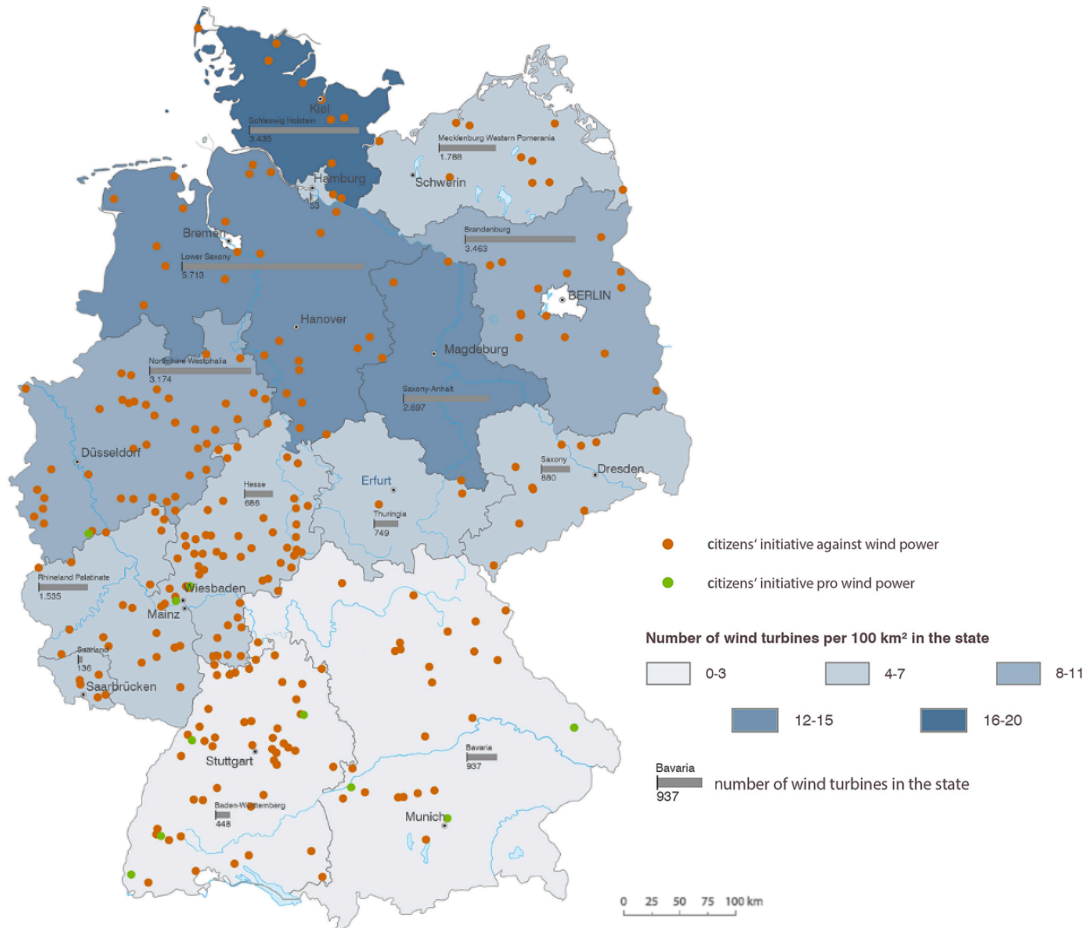 Kiel
Schleswig Holstein
3.435
Mecklenburg Western Pomerania
1.788
Schwerin
Hamburg
53
Bremen
Lower Saxony
5.713
Brandenburg
3.463
BERLIN
Hanover
Magdeburg
Northrhine Westphalia
3.174
Saxony-Anhalt
2.697
Düsseldorf
Saxony
880
Dresden
Hesse
686
Erfurt
Thuringia
749
Rhineland Palatinate
1.535
Wiesbaden
Mainz
Saarland
136
Saarbrücken
Stuttgart
Bavaria
937
Baden-Württemberg
448
Munich
citizens‘ initiative against wind power
citizens‘ initiative pro wind power
Number of wind turbines per 100 km² in the state
0-3
4-7
8-11
12-15
16-20
Bavaria
937
number of wind turbines in the state
0 25 50 75 100 km